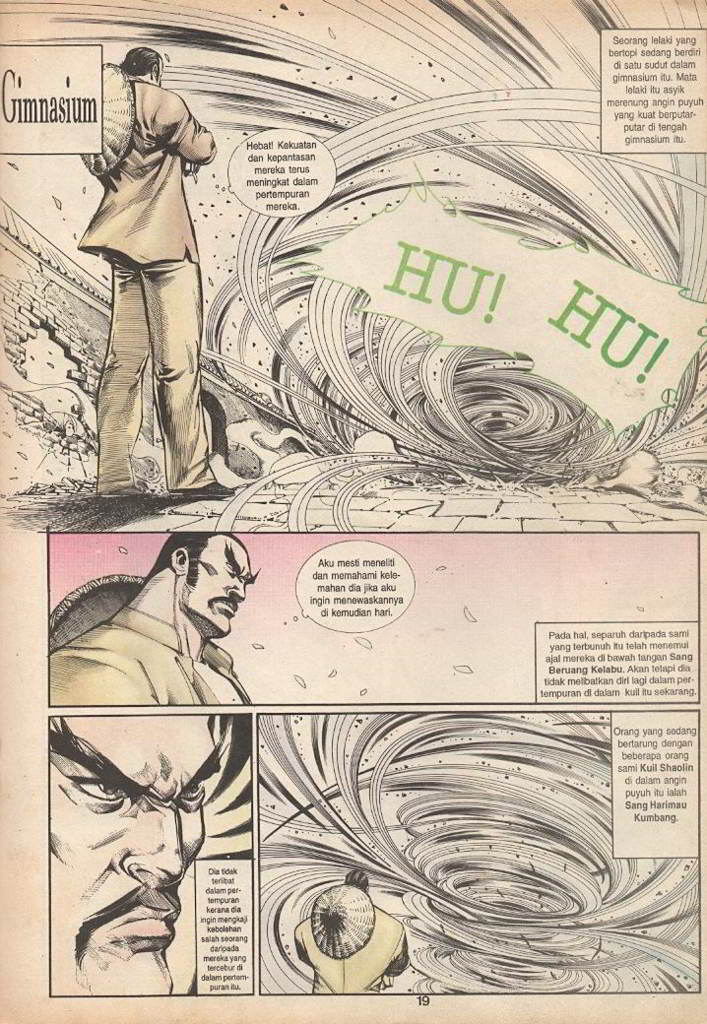 Gimnasium
Seorang lelaki yang
bertopi sedang berdiri
di satu sudut dalam
gimnasium itu. Mata
lelaki itu asyik
merenung angin puyuh
yang kuat berputar-
putar di tengah
gimnasium itu.
Hebat! Kekuatan
dan kepantasan
mereka terus
meningkat dalam
pertempuran
mereka.
HU! HU!
Aku mesti meneliti
dan memahami kele-
mahan dia jika aku
ingin menewaskannya
di kemudian hari.
Pada hal, separuh daripada sami
yang terbunuh itu telah menemui
ajal mereka di bawah tangan Sang
Beruang Kelabu. Akan tetapi dia
tidak melibatkan diri lagi dalam per-
tempuran di dalam kuil itu sekarang.
Dia tidak
terlibat
dalam per-
tempuran
kerana dia
ingin mengkaji
kebolehan
salah seorang
daripada
mereka yang
tercebur di
dalam pertem-
puran itu.
Orang yang sedang
bertarung dengan
beberapa orang
sami Kuil Shaolin
di dalam angin
puyuh itu ialah
Sang Harimau
Kumbang.
19